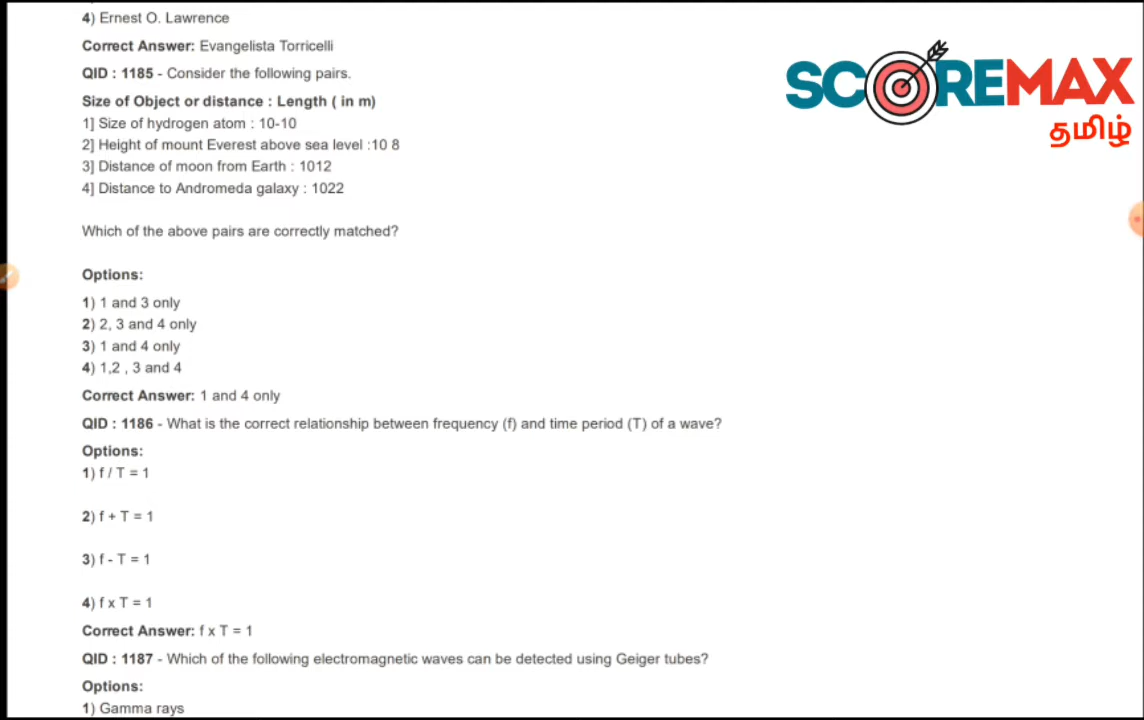 4) Ernest O. Lawrence
Correct Answer: Evangelista Torricelli
QID : 1185 - Consider the following pairs.
Size of Object or distance : Length ( in m)
1] Size of hydrogen atom : 10-10
2] Height of mount Everest above sea level :10 8
3] Distance of moon from Earth : 1012
4] Distance to Andromeda galaxy : 1022
Which of the above pairs are correctly matched?
Options:
1) 1 and 3 only
2) 2, 3 and 4 only
3) 1 and 4 only
4) 1,2 , 3 and 4
Correct Answer: 1 and 4 only
QID : 1186 - What is the correct relationship between frequency (f) and time period (T) of a wave?
Options:
1) f / T = 1
2) f + T = 1
3) f - T = 1
4) f x T = 1
Correct Answer: f x T = 1
QID : 1187 - Which of the following electromagnetic waves can be detected using Geiger tubes?
Options:
1) Gamma rays
SCOREMAX
தமிழ்